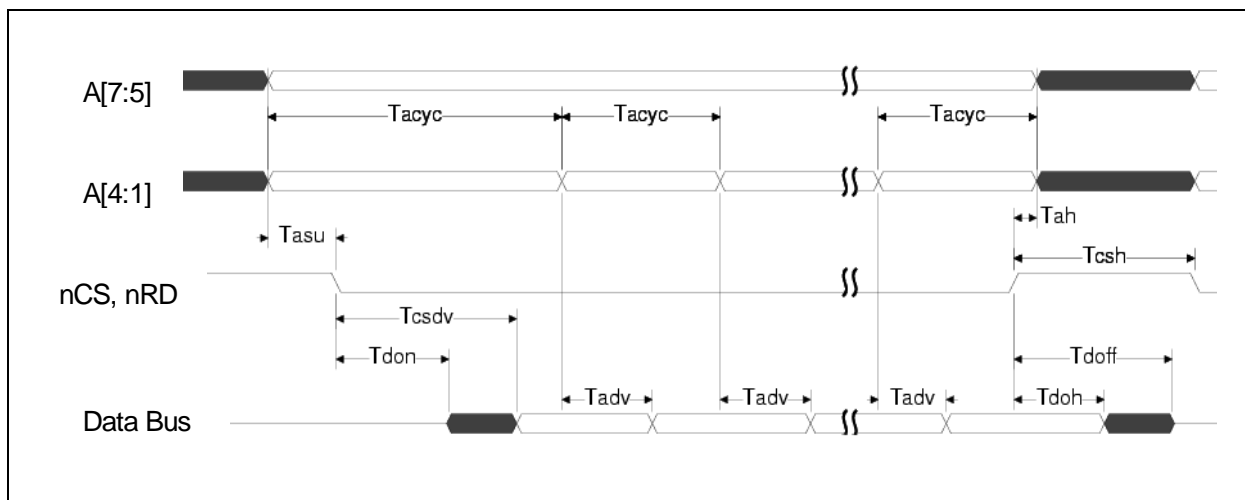 A[7:5]
Tacyc Tacyc Tacyc
A[4:1]
Tah
Tasu
Tcsh
nCS, nRD
Tcsdv
Tdon Tdoff
Tadv Tadv Tadv Tdoh
Data Bus